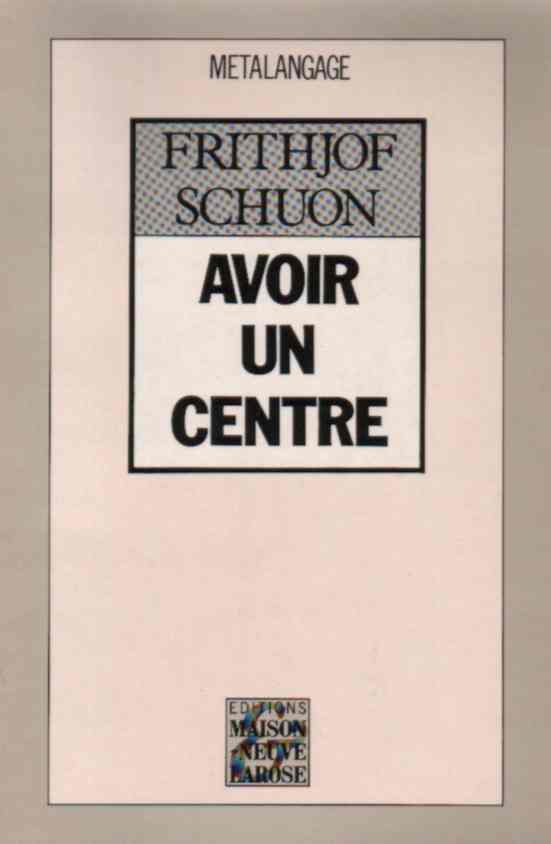 METALANGAGE
FRITHJOF
SCHUON
AVOIR
UN
CENTRE
EDITIONS
MAISON
NEUVE
LAROSE